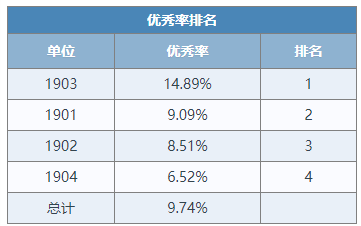 优秀率排名
单位 优秀率 排名
1903 14.89% 1
1901 9.09% 2
1902 8.51% 3
1904 6.52% 4
总计 9.74%